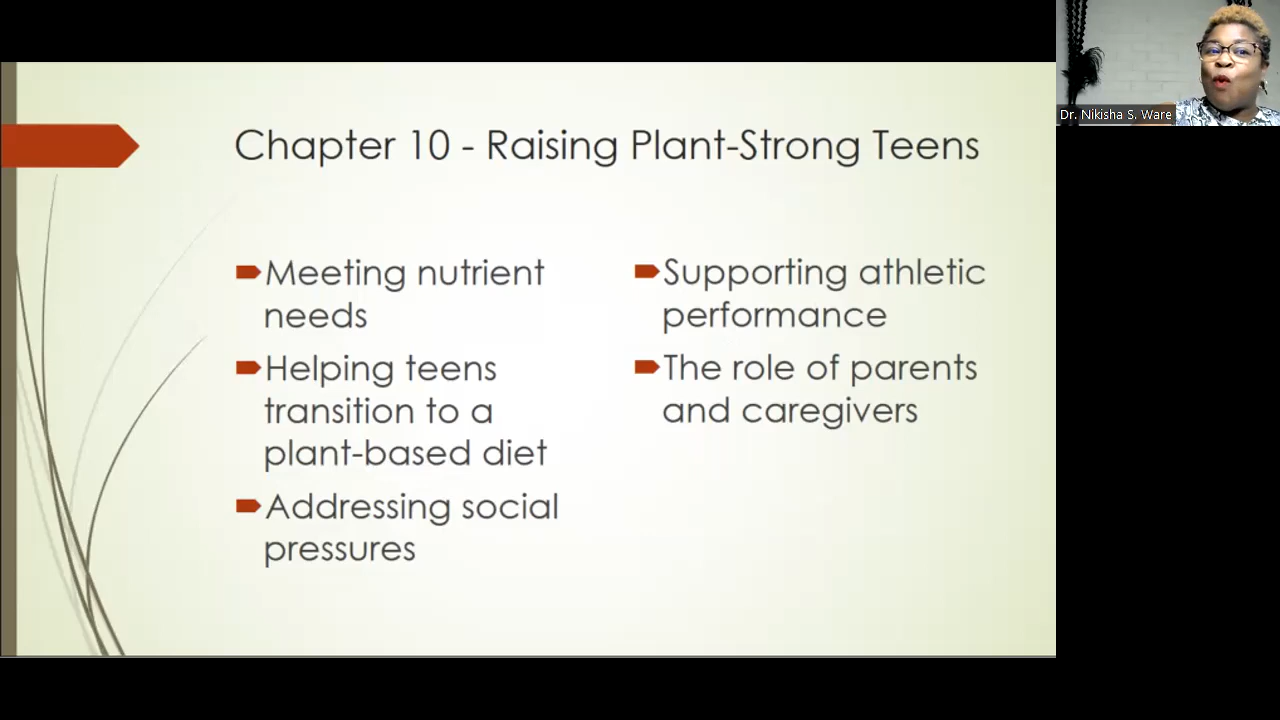 Chapter 10 - Raising Plant-Strong Teens
Meeting nutrient
needs
Helping teens
transition to a
plant-based diet
Addressing social
pressures
Supporting athletic
performance
The role of parents
and caregivers
Dr. Nikisha S. Ware